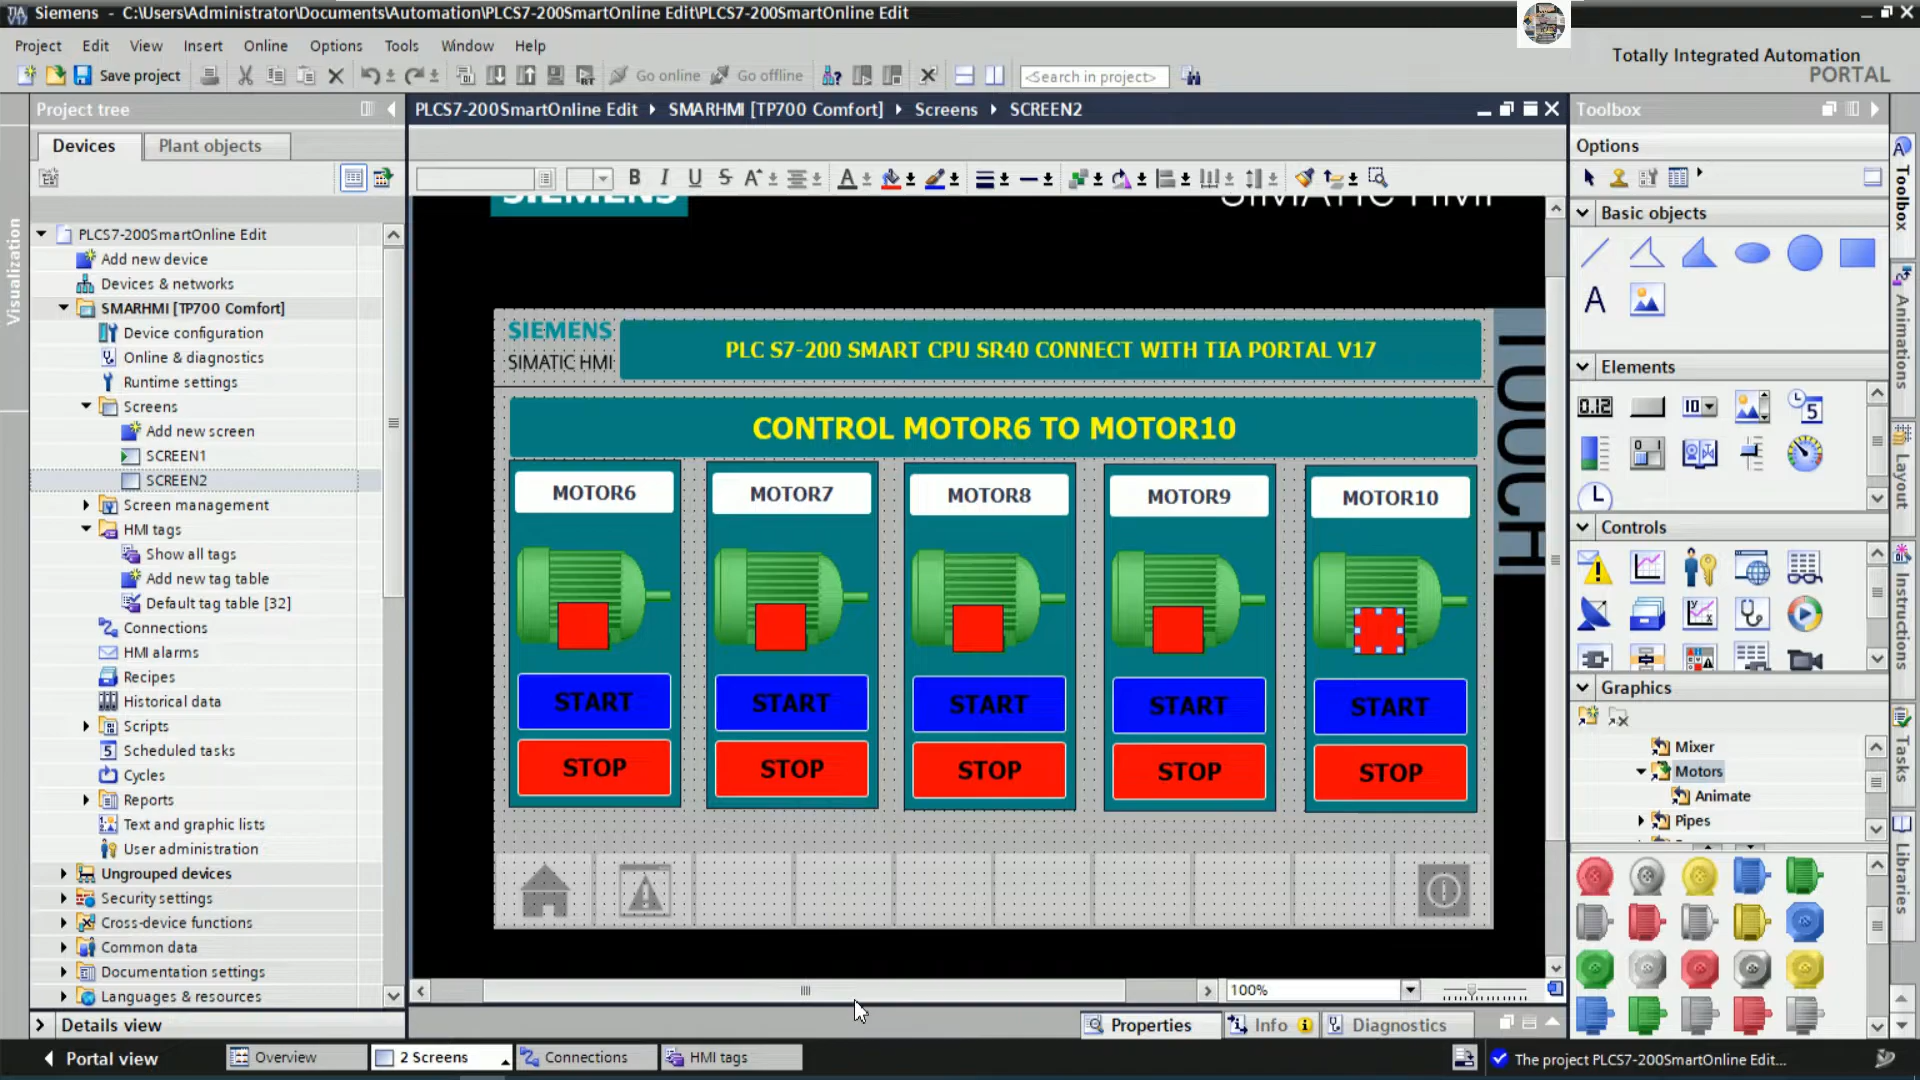 Siemens - C:\Users\Administrator\Documents\Automation\PLCS7-200SmartOnline Edit\PLCS7-200SmartOnline Edit
Project Edit View Insert Online Options Tools Window Help
Totally Integrated Automation
PORTAL
Save project
Go online
Go offline
<Search in project>
Project tree
PLCS7-200SmartOnline Edit
SMARHMI [TP700 Comfort]
Screens
SCREEN2
Toolbox
Devices
Plant objects
Options
B I U S A
Visualization
PLCS7-200SmartOnline Edit
Add new device
Devices & networks
SMARHMI [TP700 Comfort]
Device configuration
Online & diagnostics
Runtime settings
Screens
Add new screen
SCREEN1
SCREEN2
Screen management
HMI tags
Show all tags
Add new tag table
Default tag table [32]
Connections
HMI alarms
Recipes
Historical data
Scripts
Scheduled tasks
Cycles
Reports
Text and graphic lists
User administration
Ungrouped devices
Security settings
Cross-device functions
Common data
Documentation settings
Languages & resources
Details view
SIEMENS
SIMATIC HMI
SIEMENS
SIMATIC HMI
PLC S7-200 SMART CPU SR40 CONNECT WITH TIA PORTAL V17
CONTROL MOTOR6 TO MOTOR10
MOTOR6 MOTOR7 MOTOR8 MOTOR9 MOTOR10
START START START START START
STOP STOP STOP STOP STOP
TOUCH
100%
Properties
Info
Diagnostics
Basic objects
A
Elements
0.12
10
5
Controls
Graphics
Mixer
Motors
Animate
Pipes
Toolbox
Animations
Layout
Instructions
Tasks
Libraries
Portal view
Overview
2 Screens
Connections
HMI tags
The project PLCS7-200SmartOnline Edit...